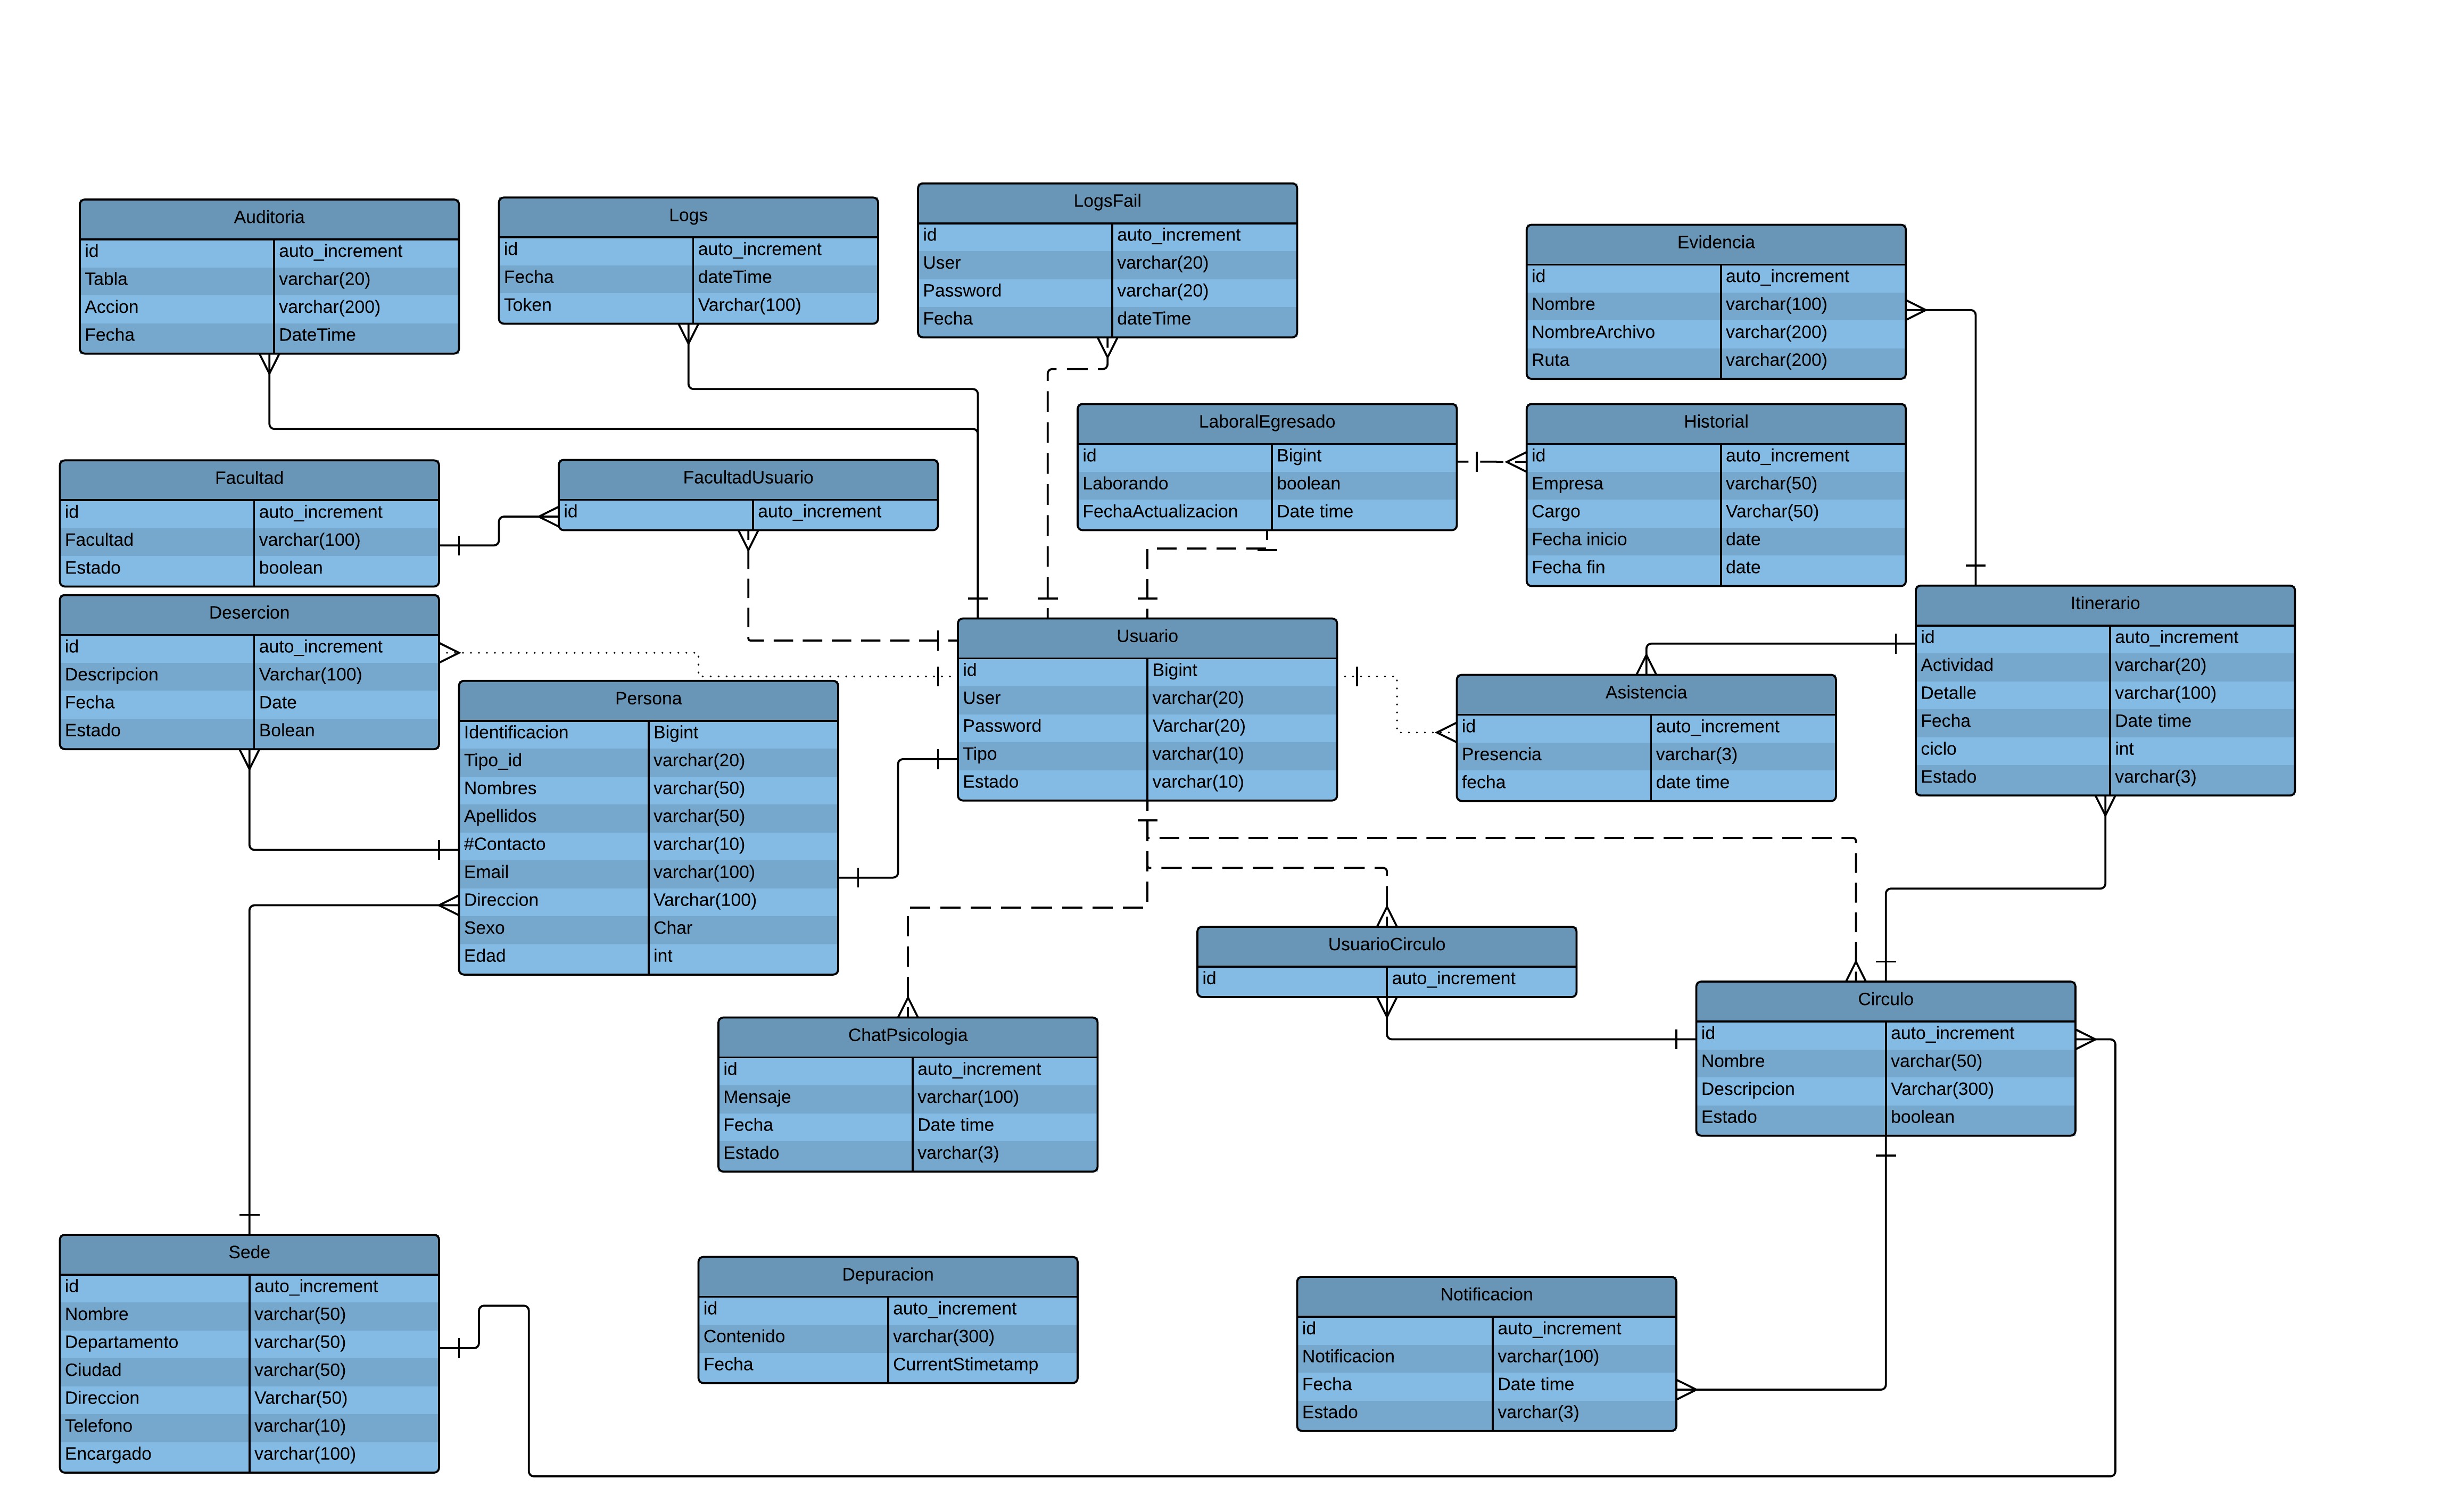 Auditoria
id auto_increment
Tabla varchar(20)
Accion varchar(200)
Fecha DateTime
Logs
id auto_increment
Fecha dateTime
Token Varchar(100)
LogsFail
id auto_increment
User varchar(20)
Password varchar(20)
Fecha dateTime
Evidencia
id auto_increment
Nombre varchar(100)
NombreArchivo varchar(200)
Ruta varchar(200)
LaboralEgresado
id Bigint
Laborando boolean
FechaActualizacion Date time
Historial
id auto_increment
Empresa varchar(50)
Cargo Varchar(50)
Fecha inicio date
Fecha fin date
Facultad
id auto_increment
Facultad varchar(100)
Estado boolean
FacultadUsuario
id auto_increment
Desercion
id auto_increment
Descripcion Varchar(100)
Fecha Date
Estado Bolean
Persona
Identificacion Bigint
Tipo_id varchar(20)
Nombres varchar(50)
Apellidos varchar(50)
#Contacto varchar(10)
Email varchar(100)
Direccion Varchar(100)
Sexo Char
Edad int
Usuario
id Bigint
User varchar(20)
Password Varchar(20)
Tipo varchar(10)
Estado varchar(10)
Asistencia
id auto_increment
Presencia varchar(3)
fecha date time
Itinerario
id auto_increment
Actividad varchar(20)
Detalle varchar(100)
Fecha Date time
ciclo int
Estado varchar(3)
UsuarioCirculo
id auto_increment
Circulo
id auto_increment
Nombre varchar(50)
Descripcion Varchar(300)
Estado boolean
ChatPsicologia
id auto_increment
Mensaje varchar(100)
Fecha Date time
Estado varchar(3)
Sede
id auto_increment
Nombre varchar(50)
Departamento varchar(50)
Ciudad varchar(50)
Direccion Varchar(50)
Telefono varchar(10)
Encargado varchar(100)
Depuracion
id auto_increment
Contenido varchar(300)
Fecha CurrentStimetamp
Notificacion
id auto_increment
Notificacion varchar(100)
Fecha Date time
Estado varchar(3)